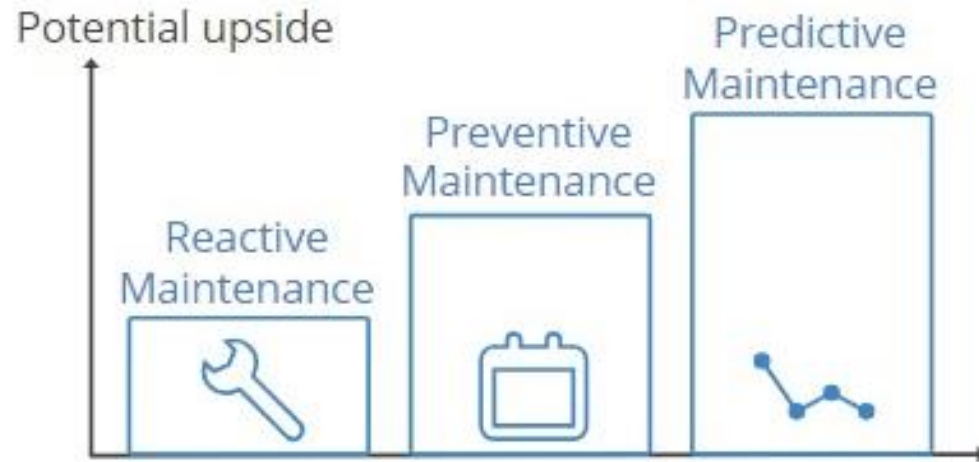 Potential upside
Reactive
Maintenance
Preventive
Maintenance
Predictive
Maintenance